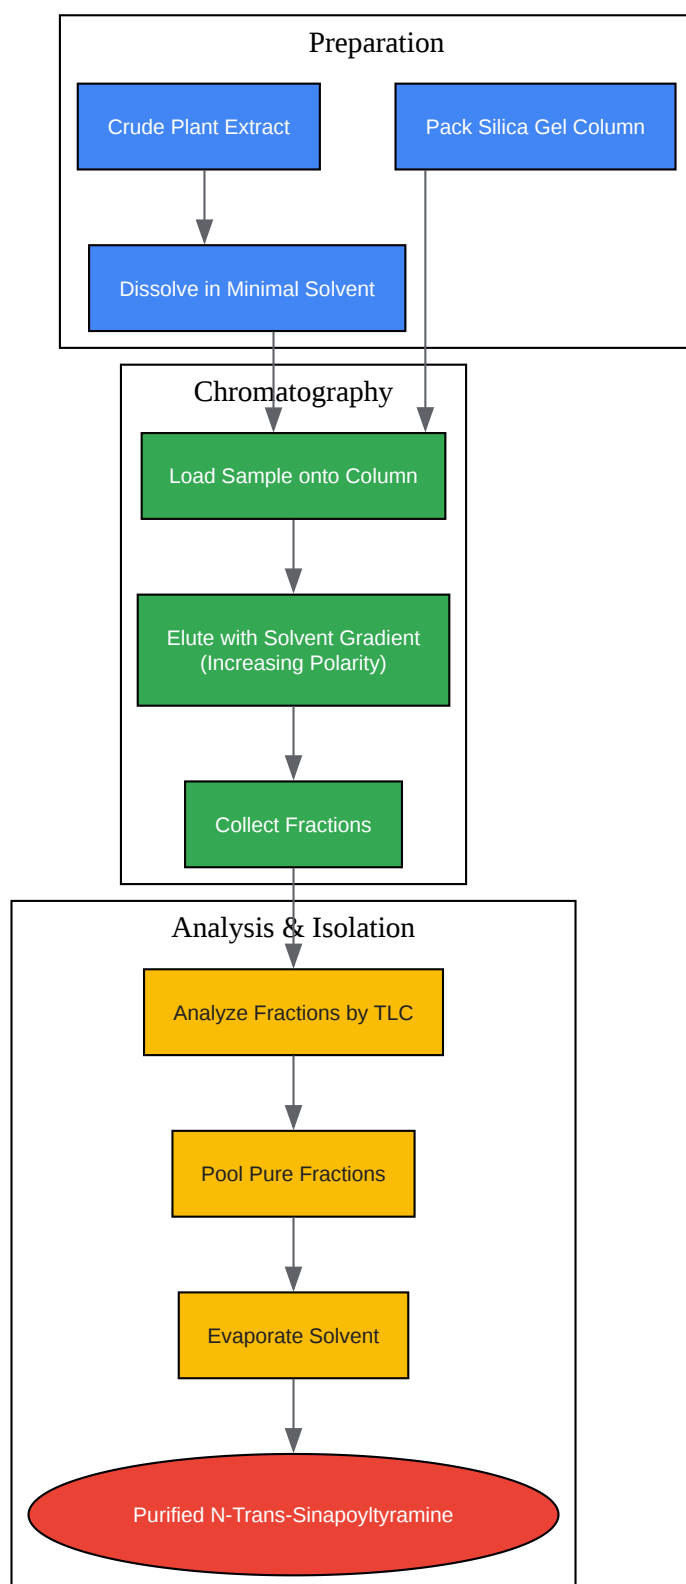 Preparation
Crude Plant Extract
Pack Silica Gel Column
Dissolve in Minimal Solvent
Chromatography
Load Sample onto Column
Elute with Solvent Gradient
(Increasing Polarity)
Collect Fractions
Analysis & Isolation
Analyze Fractions by TLC
Pool Pure Fractions
Evaporate Solvent
Purified N-Trans-Sinapoyltyramine